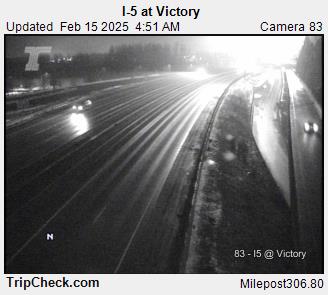 I-5 at Victory
Updated Feb 15 2025 4:51 AM Camera 83
T
N
83 - I5 @ Victory
TripCheck.com Milepost306.80